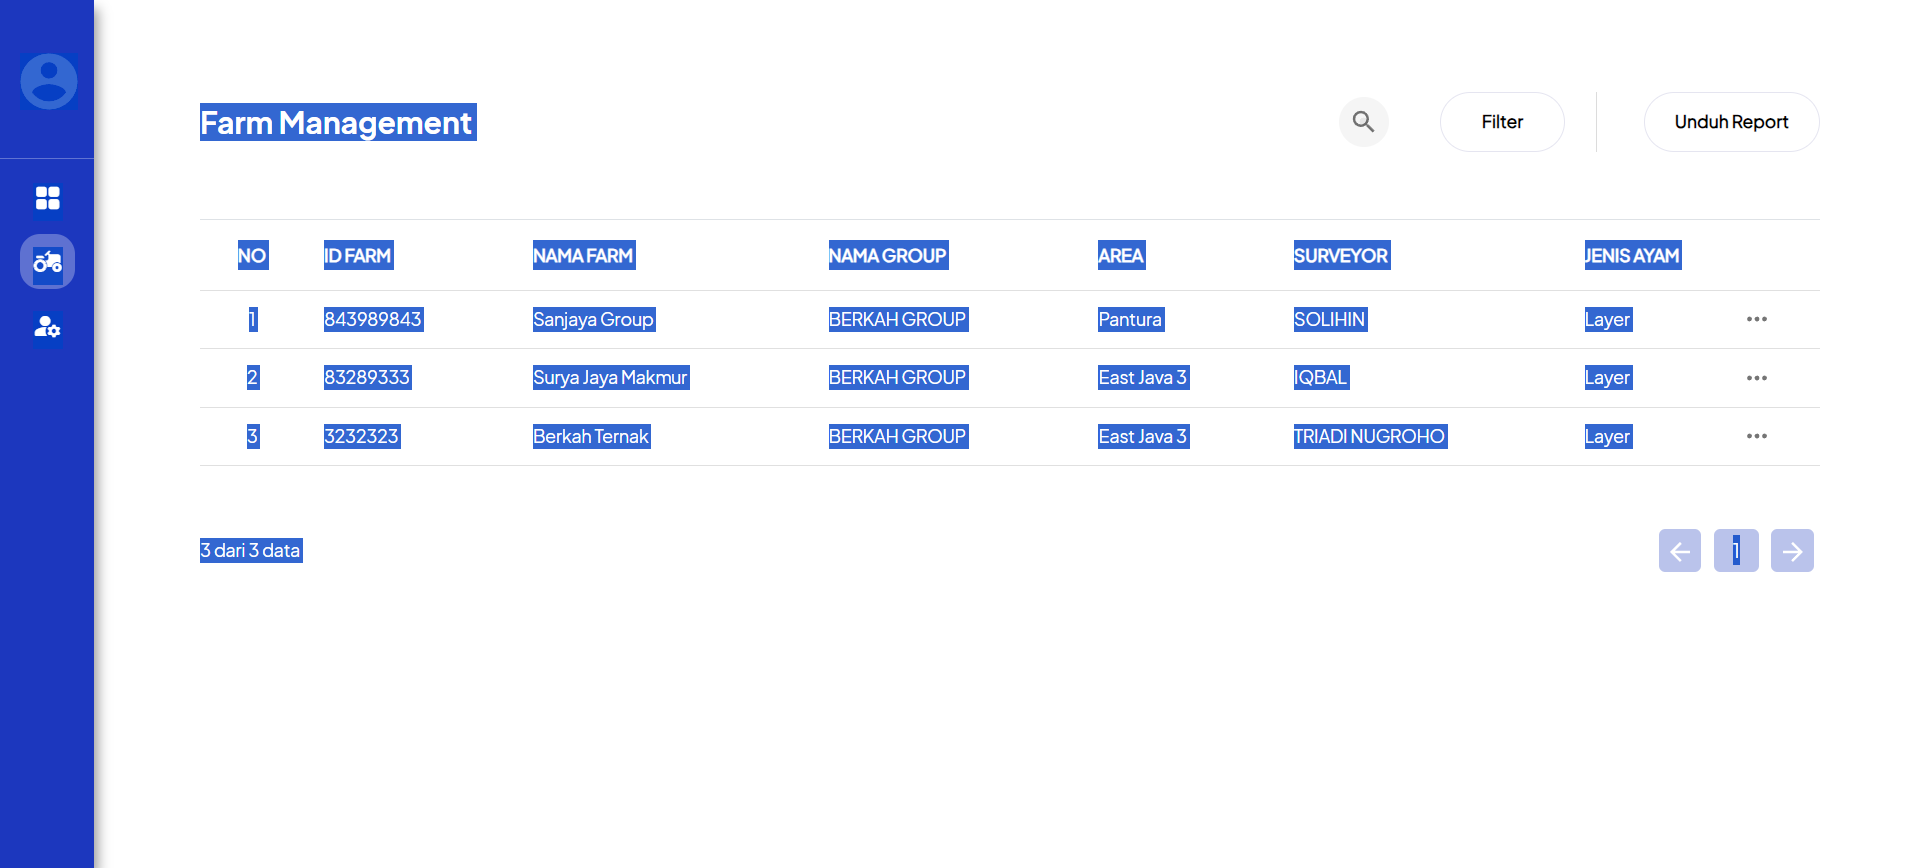 Farm Management
Filter
Unduh Report
NO ID FARM NAMA FARM NAMA GROUP AREA SURVEYOR JENIS AYAM
1 843989843 Sanjaya Group BERKAH GROUP Pantura SOLIHIN Layer
2 83289333 Surya Jaya Makmur BERKAH GROUP East Java 3 IQBAL Layer
3 3232323 Berkah Ternak BERKAH GROUP East Java 3 TRIADI NUGROHO Layer
3 dari 3 data
1